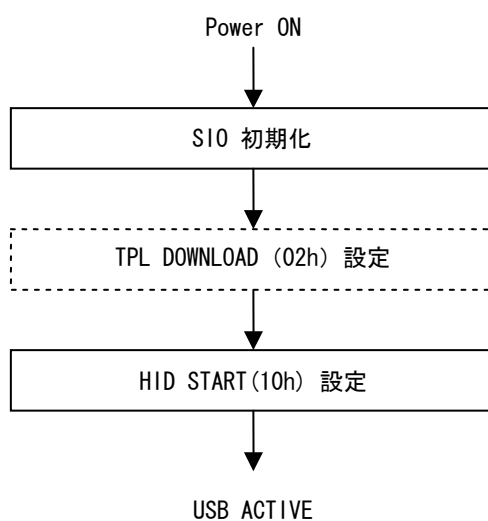 Power ON
SIO 初期化
TPL DOWNLOAD (02h) 設定
HID START(10h) 設定
USB ACTIVE